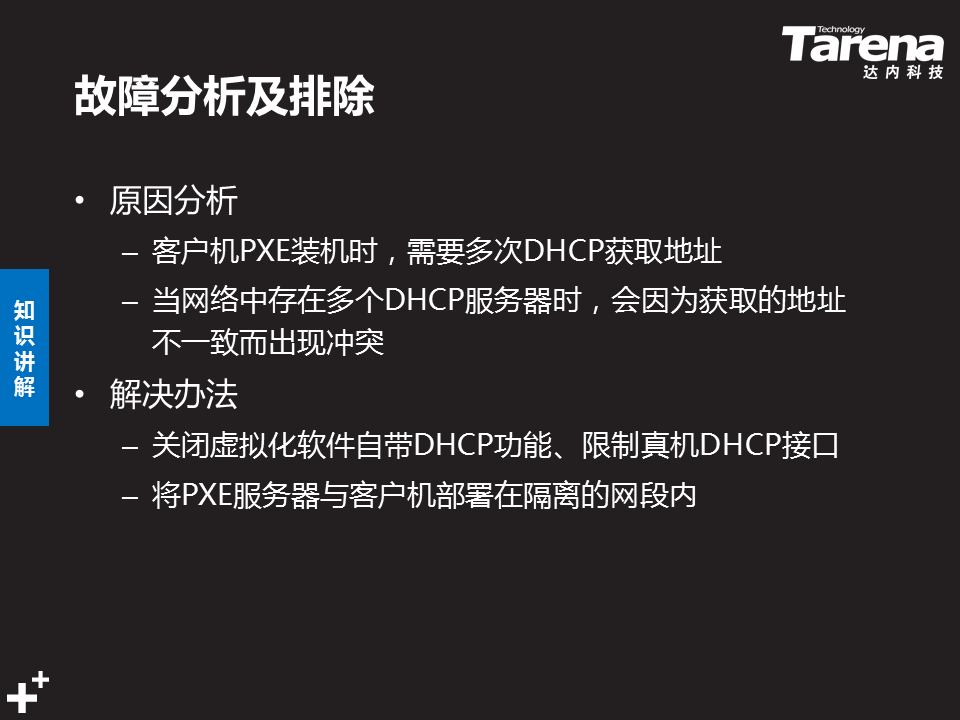 Technology
Tarena
达内科技
故障分析及排除
• 原因分析
– 客户机PXE装机时，需要多次DHCP获取地址
– 当网络中存在多个DHCP服务器时，会因为获取的地址
不一致而出现冲突
知
识
讲
解
• 解决办法
– 关闭虚拟化软件自带DHCP功能、限制真机DHCP接口
– 将PXE服务器与客户机部署在隔离的网段内